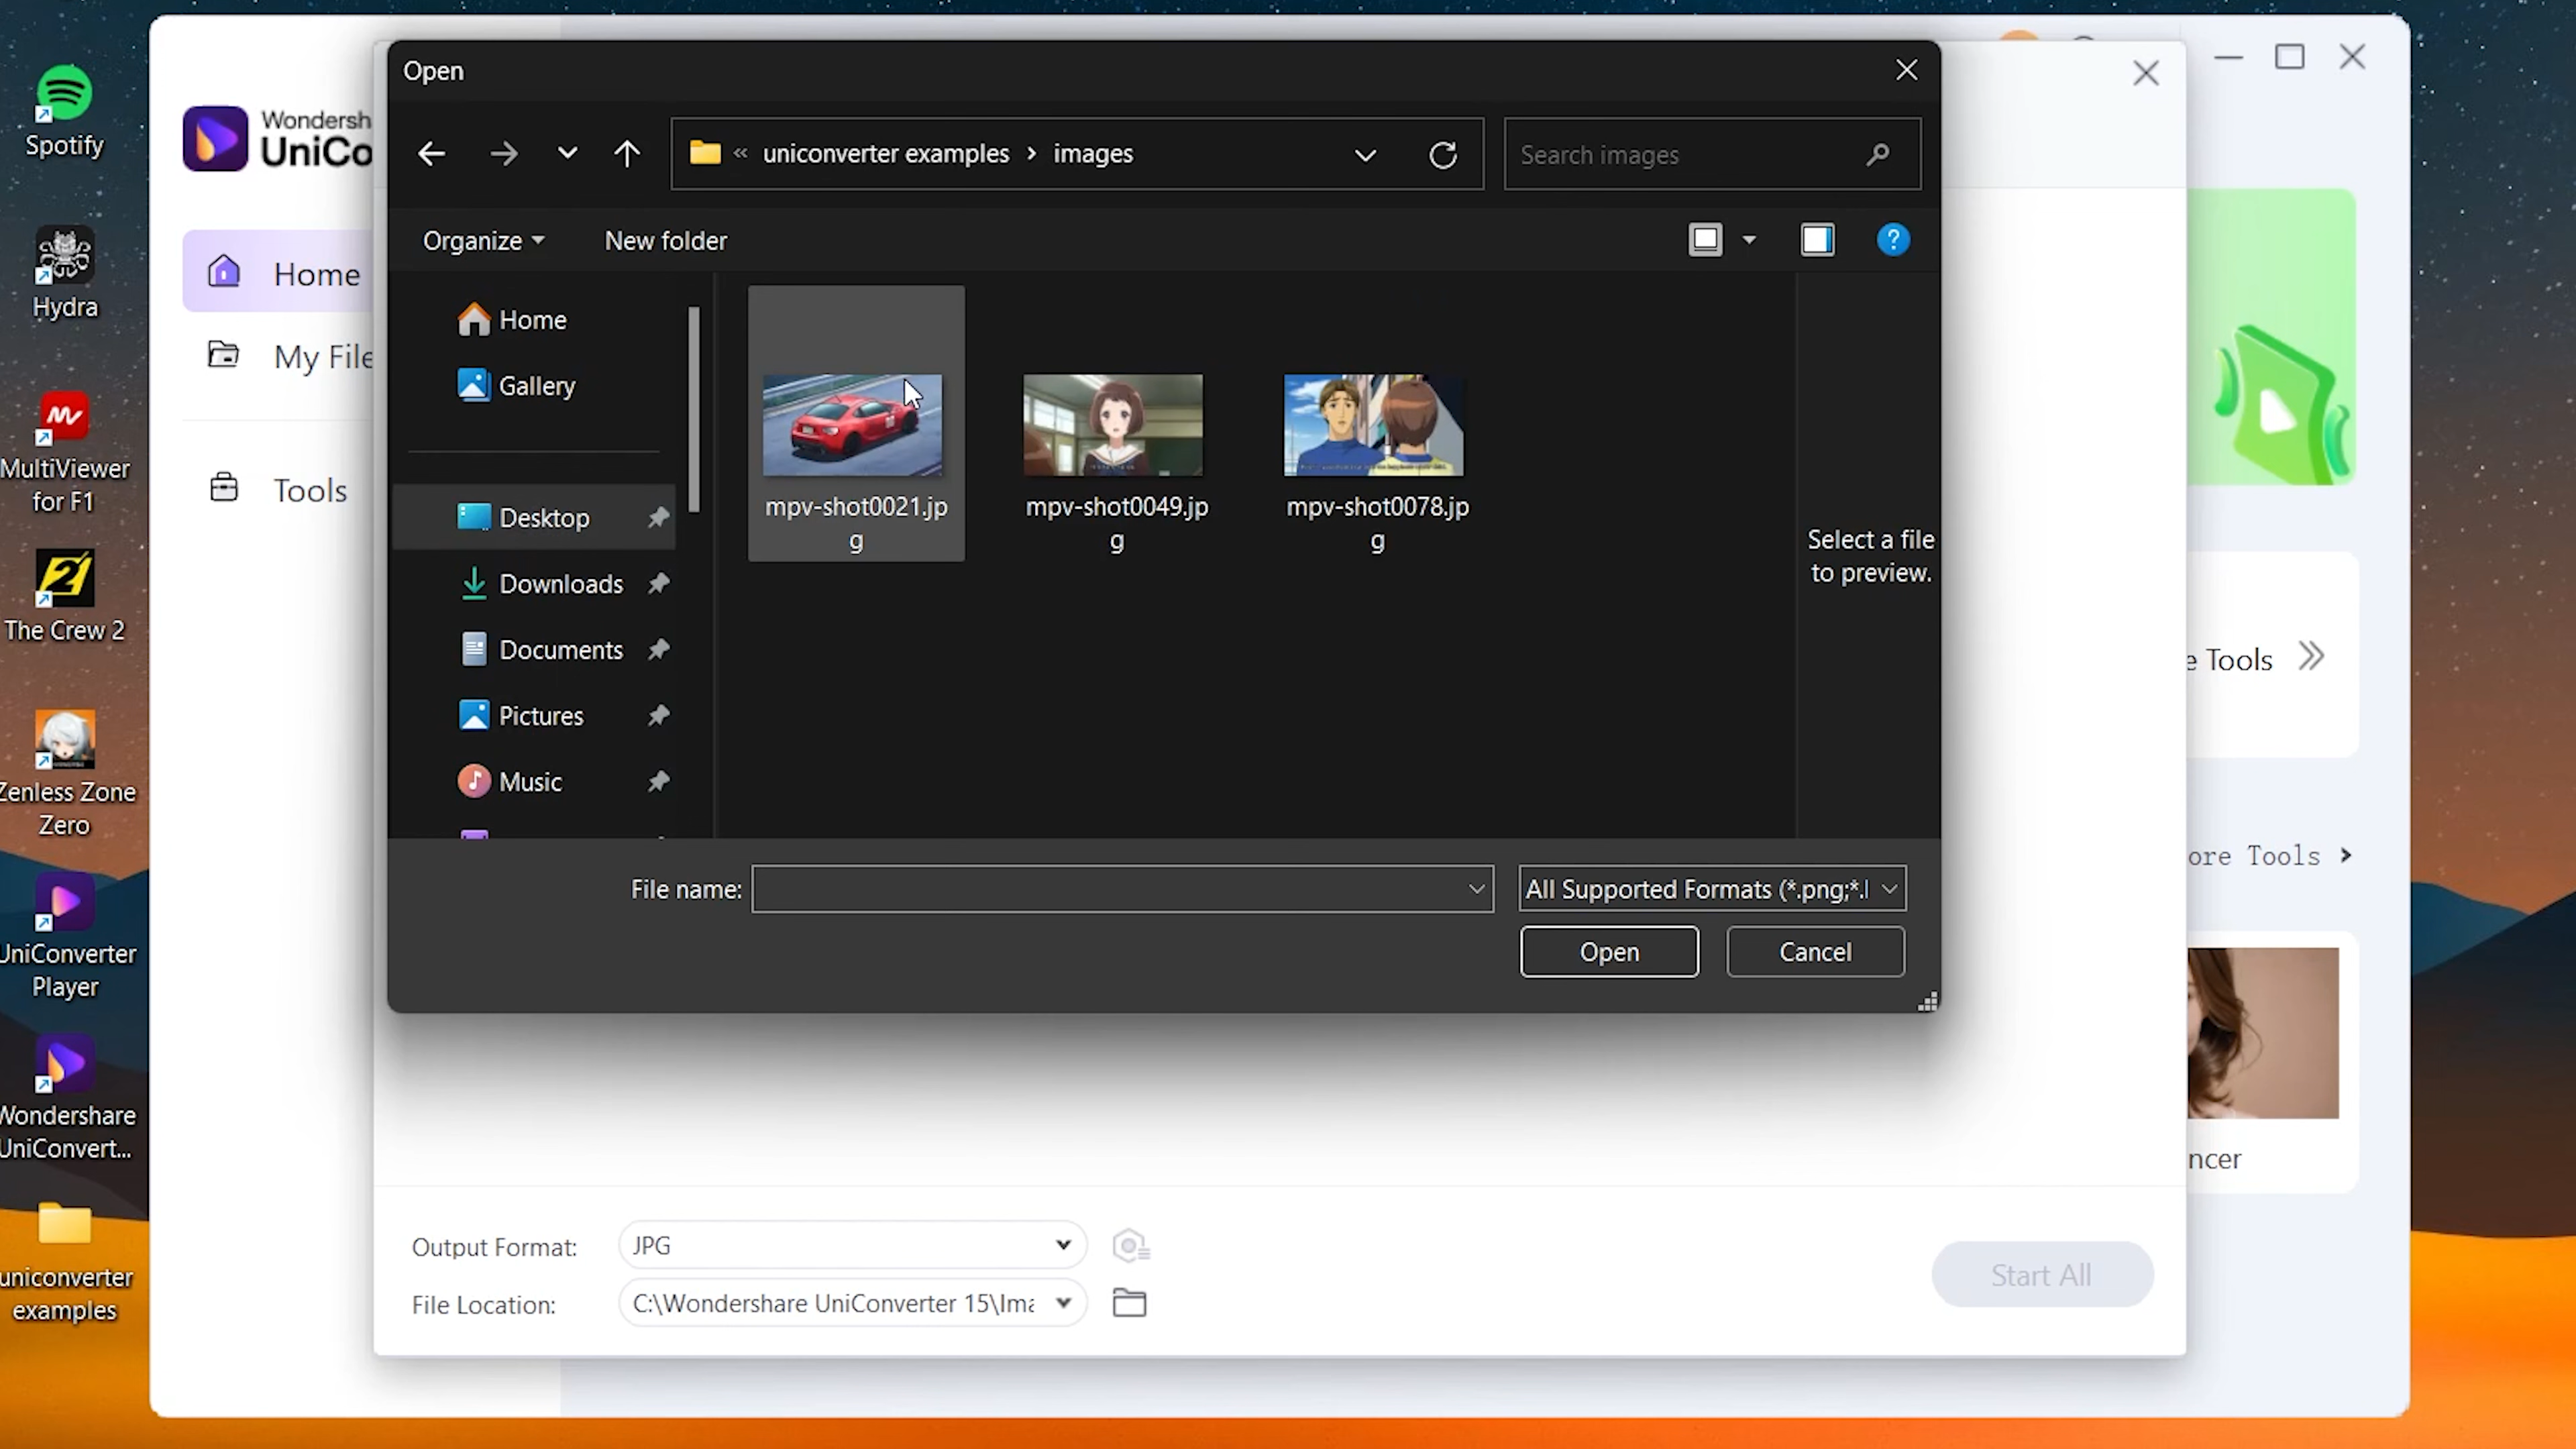 Spotify
Hydra
MultiViewer
for F1
The Crew 2
Zenless Zone
Zero
UniConverter
Player
Wondershare
UniConvert...
uniconverter
examples
Wondersh
UniCo
Home
My File
Tools
Open
« uniconverter examples > images
Search images
Organize
New folder
Home
Gallery
Desktop
Downloads
Documents
Pictures
Music
mpv-shot0021.jp
g
mpv-shot0049.jp
g
mpv-shot0078.jp
g
Select a file
to preview.
File name:
All Supported Formats (*.png;*.
Open
Cancel
e Tools
ore Tools >
ncer
Output Format:
JPG
File Location:
C:\Wondershare UniConverter 15\Ima
Start All